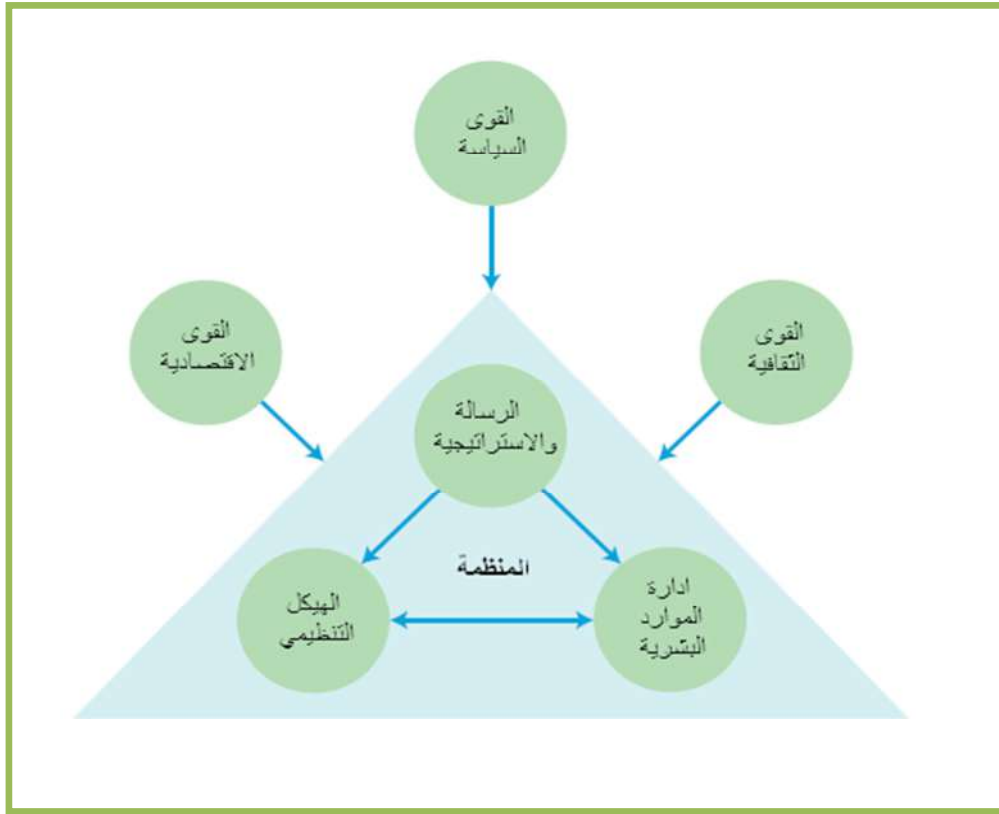 القوى
السياسة
القوى
الثقافية
القوى
الاقتصادية
الرسالة
والاستراتيجية
المنظمة
ادارة
الموارد
البشرية
الهيكل
التنظيمي